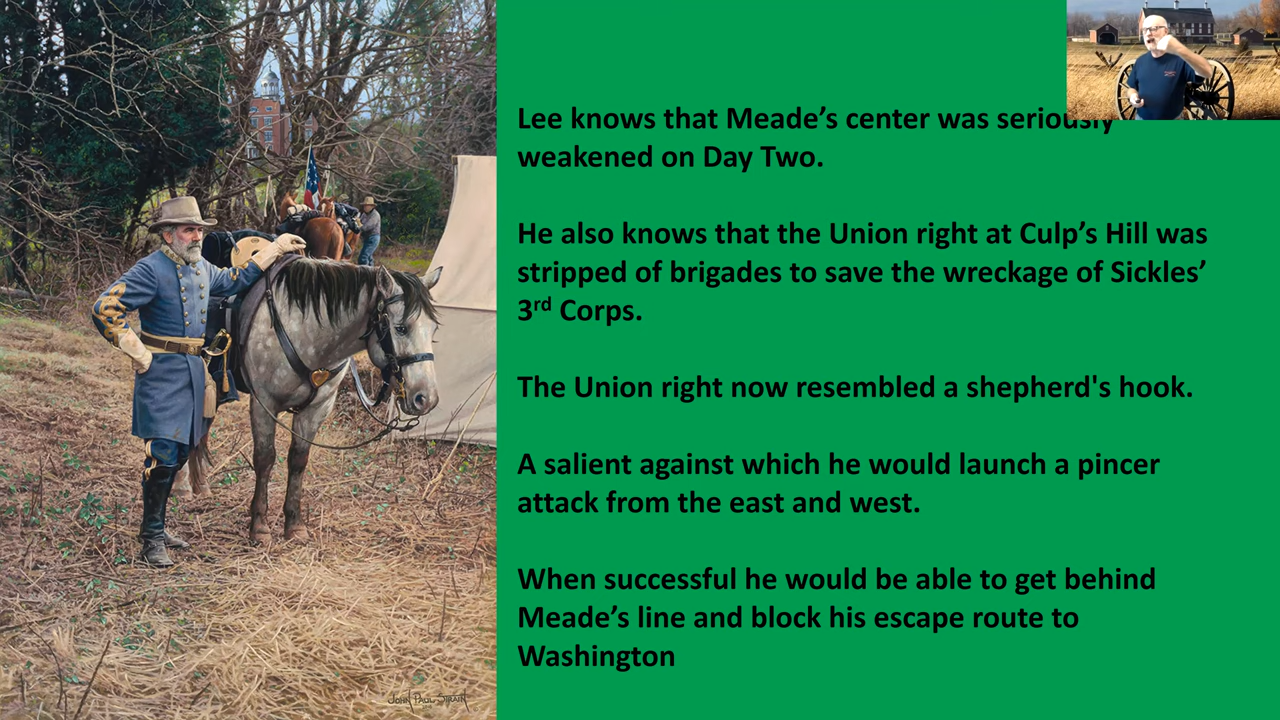 Lee knows that Meade’s center was seriously
weakened on Day Two.
He also knows that the Union right at Culp’s Hill was
stripped of brigades to save the wreckage of Sickles’
3rd Corps.
The Union right now resembled a shepherd's hook.
A salient against which he would launch a pincer
attack from the east and west.
When successful he would be able to get behind
Meade’s line and block his escape route to
Washington
JOHN PAUL STRAIN